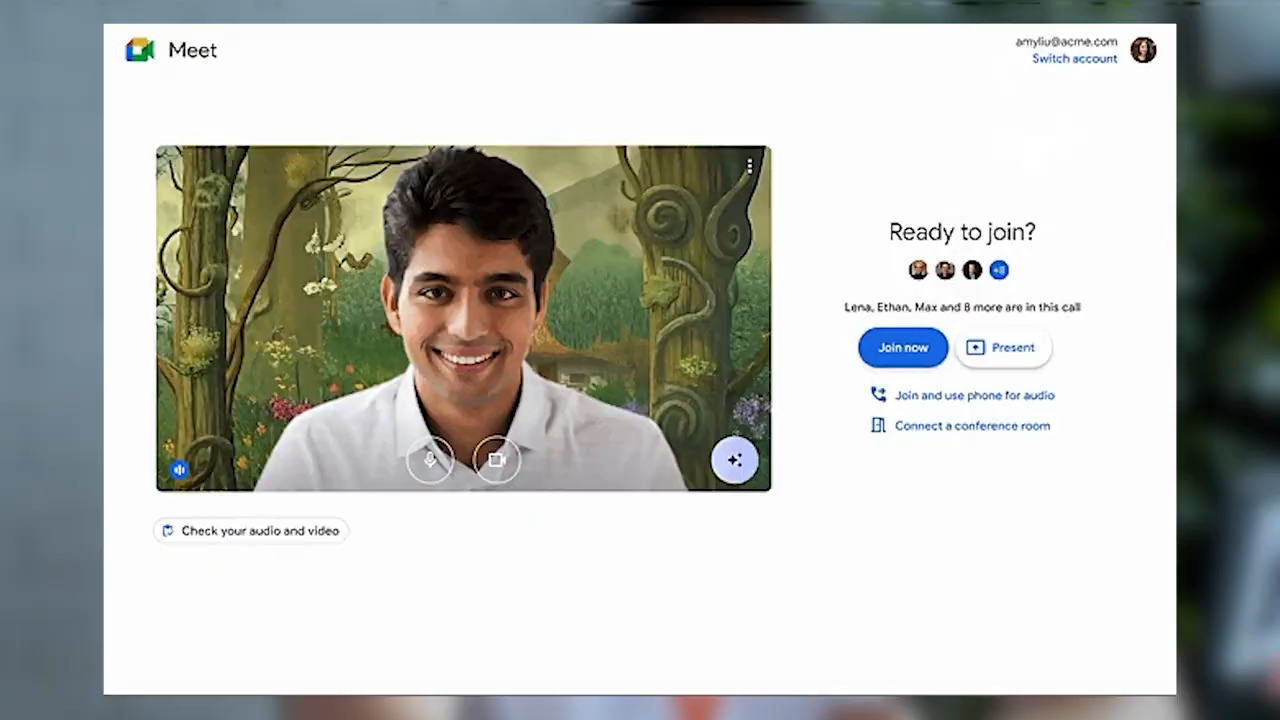 Meet
amyliu@acme.com
Switch account
Ready to join?
+8
Lena, Ethan, Max and 8 more are in this call
Join now
Present
Join and use phone for audio
Connect a conference room
Check your audio and video